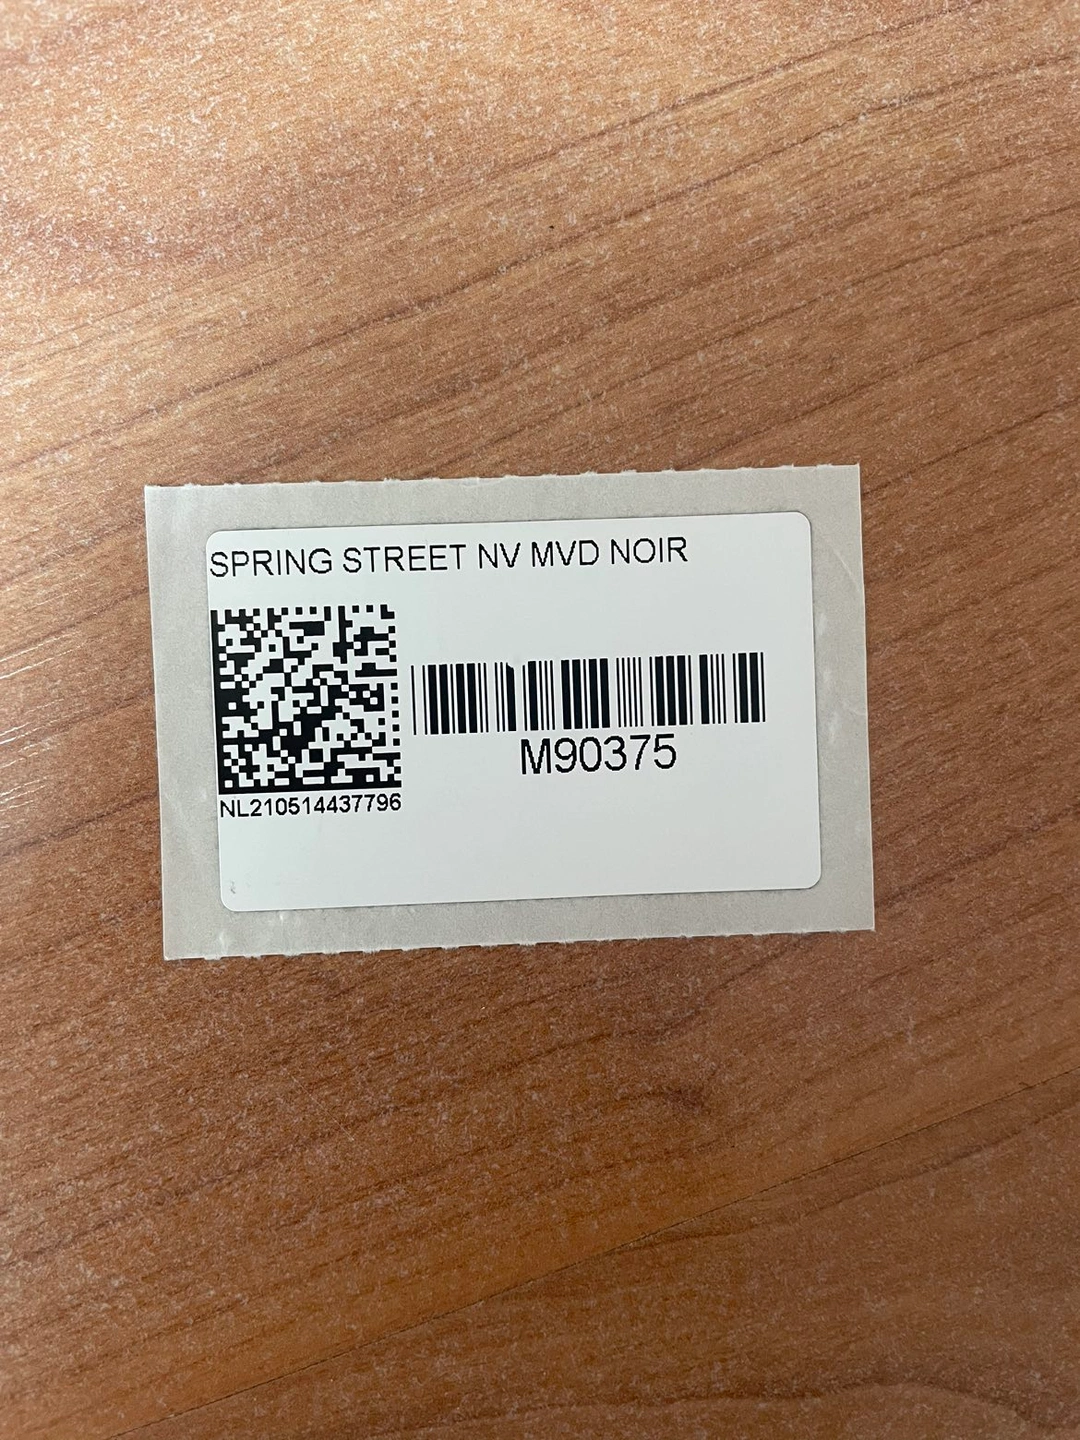 SPRING STREET NV MVD NOIR
M90375
NL210514437796